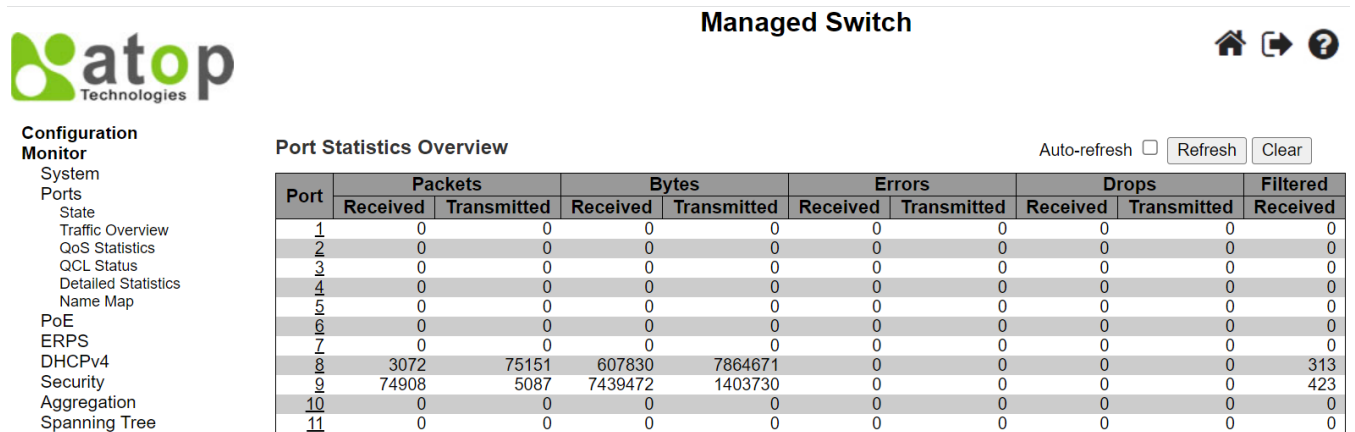 Managed Switch
atop
Technologies
Configuration
Monitor
System
Ports
State
Traffic Overview
QoS Statistics
QCL Status
Detailed Statistics
Name Map
PoE
ERPS
DHCPv4
Security
Aggregation
Spanning Tree
Port Statistics Overview
Auto-refresh Refresh Clear
Port Packets Bytes Errors Drops Filtered
Received Transmitted Received Transmitted Received Transmitted Received Transmitted Received
1 0 0 0 0 0 0 0 0 0
2 0 0 0 0 0 0 0 0 0
3 0 0 0 0 0 0 0 0 0
4 0 0 0 0 0 0 0 0 0
5 0 0 0 0 0 0 0 0 0
6 0 0 0 0 0 0 0 0 0
7 0 0 0 0 0 0 0 0 0
8 3072 75151 607830 7864671 0 0 0 0 313
9 74908 5087 7439472 1403730 0 0 0 0 423
10 0 0 0 0 0 0 0 0 0
11 0 0 0 0 0 0 0 0 0